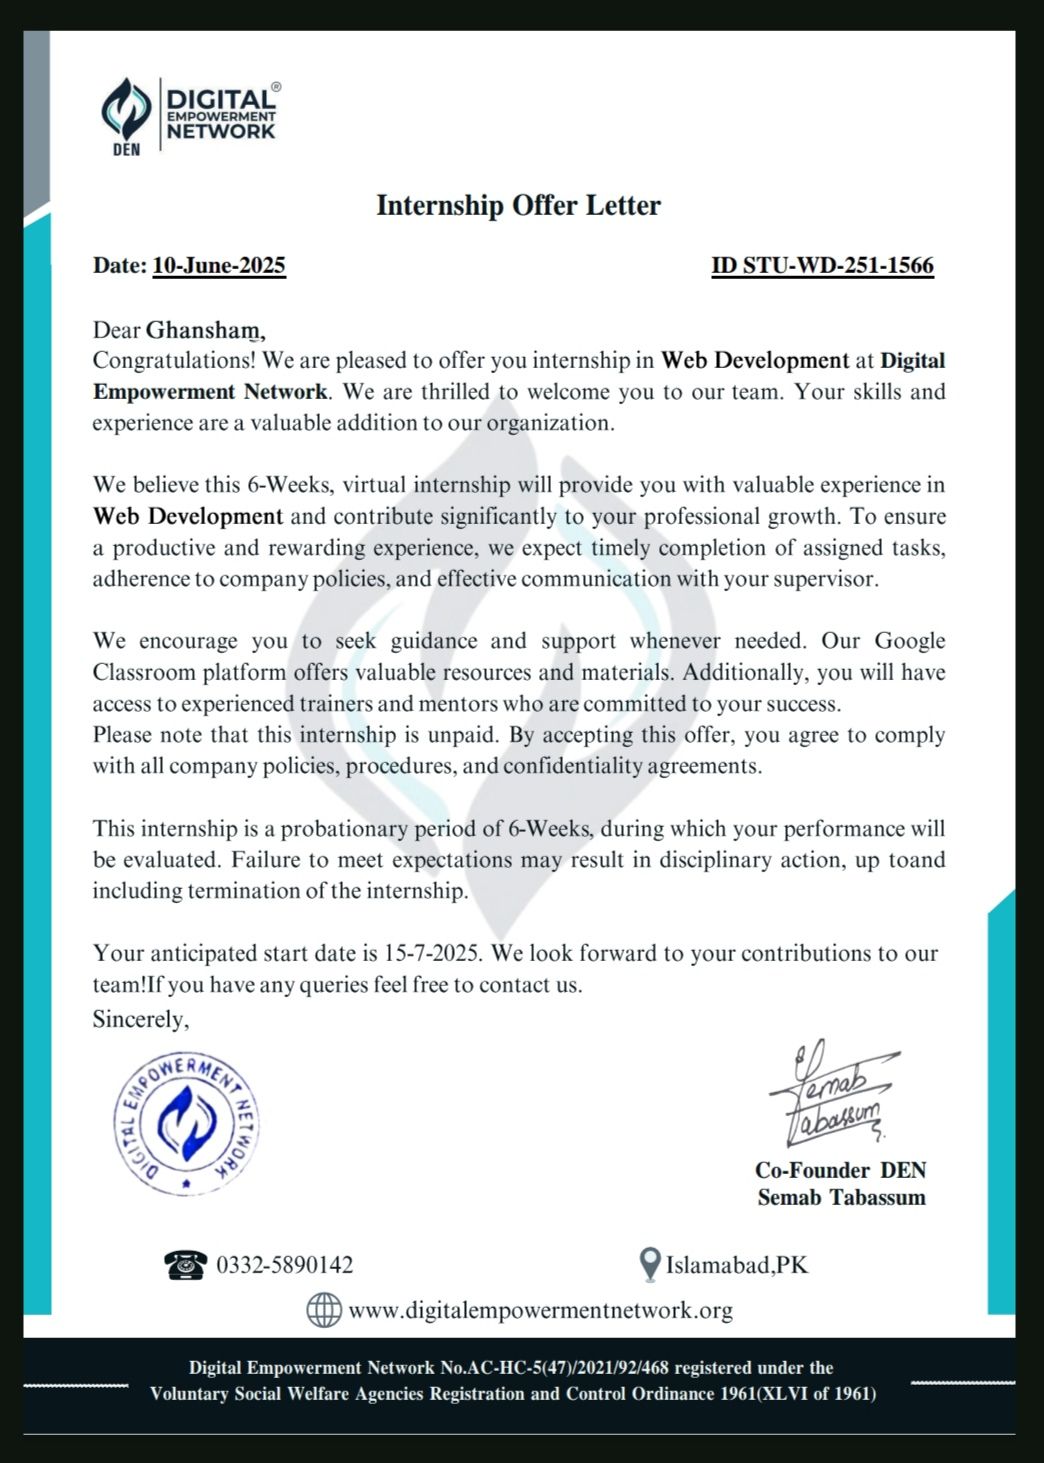 DIGITAL®
EMPOWERMENT
NETWORK
DEN
Internship Offer Letter
Date: 10-June-2025 ID STU-WD-251-1566
Dear Ghansham,
Congratulations! We are pleased to offer you internship in Web Development at Digital
Empowerment Network. We are thrilled to welcome you to our team. Your skills and
experience are a valuable addition to our organization.
We believe this 6-Weeks, virtual internship will provide you with valuable experience in
Web Development and contribute significantly to your professional growth. To ensure
a productive and rewarding experience, we expect timely completion of assigned tasks,
adherence to company policies, and effective communication with your supervisor.
We encourage you to seek guidance and support whenever needed. Our Google
Classroom platform offers valuable resources and materials. Additionally, you will have
access to experienced trainers and mentors who are committed to your success.
Please note that this internship is unpaid. By accepting this offer, you agree to comply
with all company policies, procedures, and confidentiality agreements.
This internship is a probationary period of 6-Weeks, during which your performance will
be evaluated. Failure to meet expectations may result in disciplinary action, up toand
including termination of the internship.
Your anticipated start date is 15-7-2025. We look forward to your contributions to our
team!If you have any queries feel free to contact us.
Sincerely,
DIGITAL EMPOWERMENT NETWORK
Semab
Tabassum
Co-Founder DEN
Semab Tabassum
0332-5890142 Islamabad,PK
www.digitalempowermentnetwork.org
Digital Empowerment Network No.AC-HC-5(47)/2021/92/468 registered under the
Voluntary Social Welfare Agencies Registration and Control Ordinance 1961(XLVI of 1961)